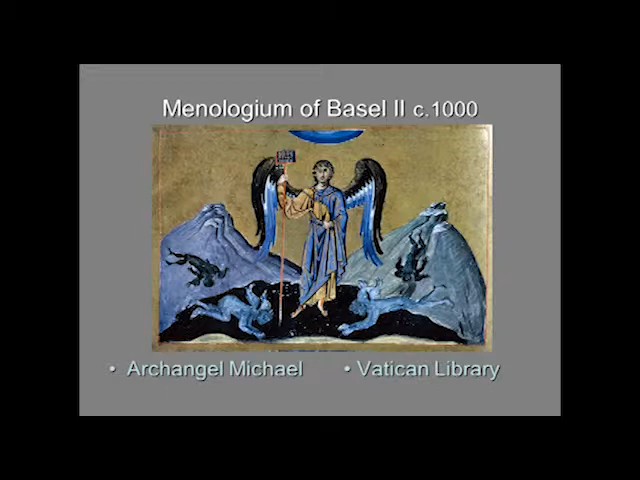 Menologium of Basel II c.1000
• Archangel Michael
• Vatican Library